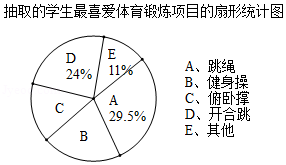 抽取的学生最喜爱体育锻炼项目的扇形统计图
D
24%
E
11%
A
29.5%
C
B
A、跳绳
B、健身操
C、俯卧撑
D、开合跳
E、其他